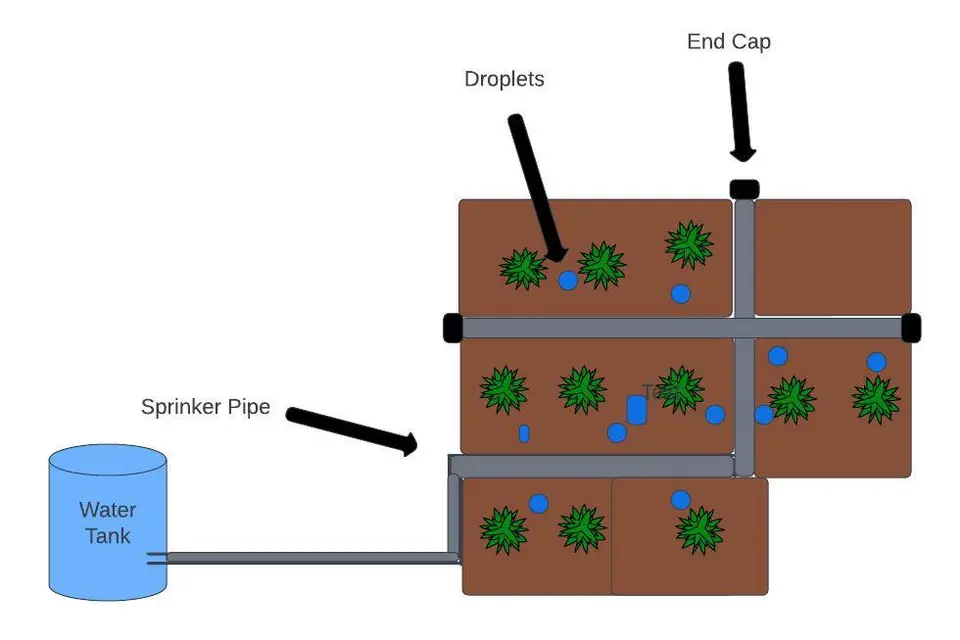 End Cap
Droplets
Sprinker Pipe
Water
Tank